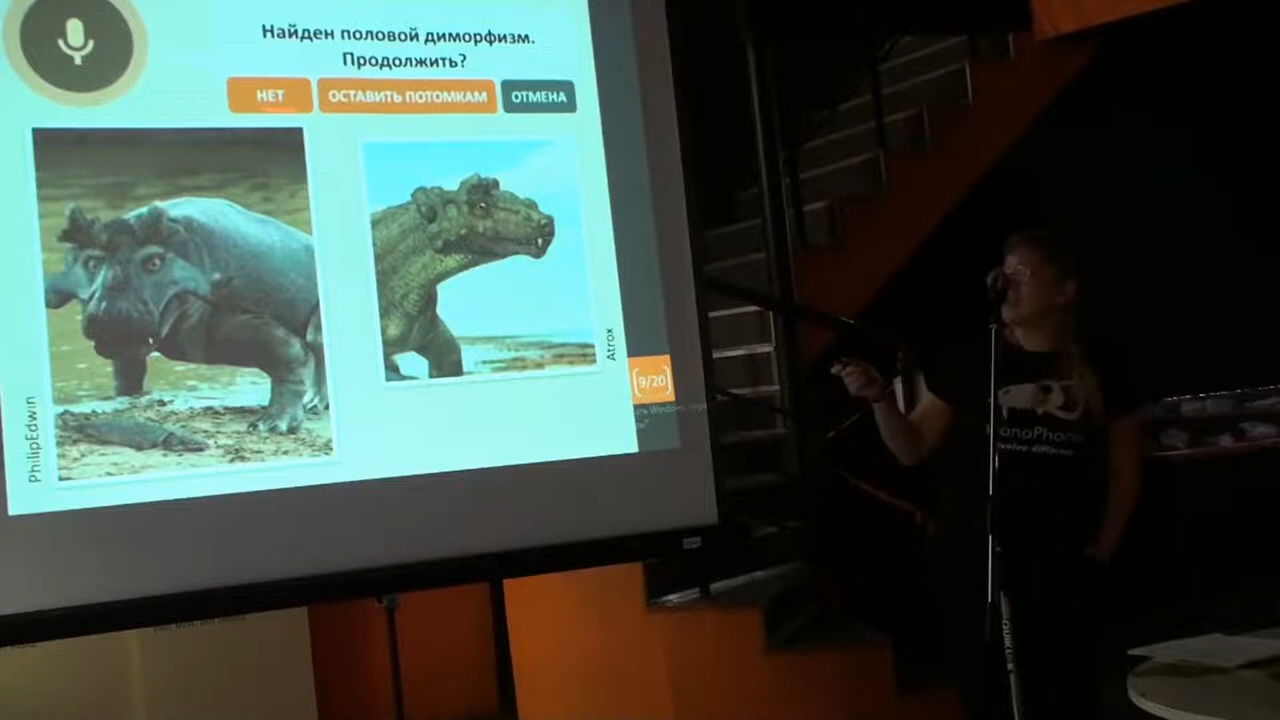 Найден половой диморфизм.
Продолжить?
НЕТ
ОСТАВИТЬ ПОТОМКАМ
ОТМЕНА
PhilipEdwin
Atrox
9/20